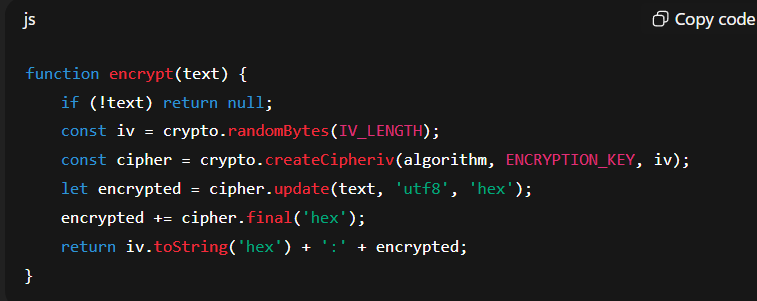 js
Copy code
function encrypt(text) {
    if (!text) return null;
    const iv = crypto.randomBytes(IV_LENGTH);
    const cipher = crypto.createCipheriv(algorithm, ENCRYPTION_KEY, iv);
    let encrypted = cipher.update(text, 'utf8', 'hex');
    encrypted += cipher.final('hex');
    return iv.toString('hex') + ':' + encrypted;
}